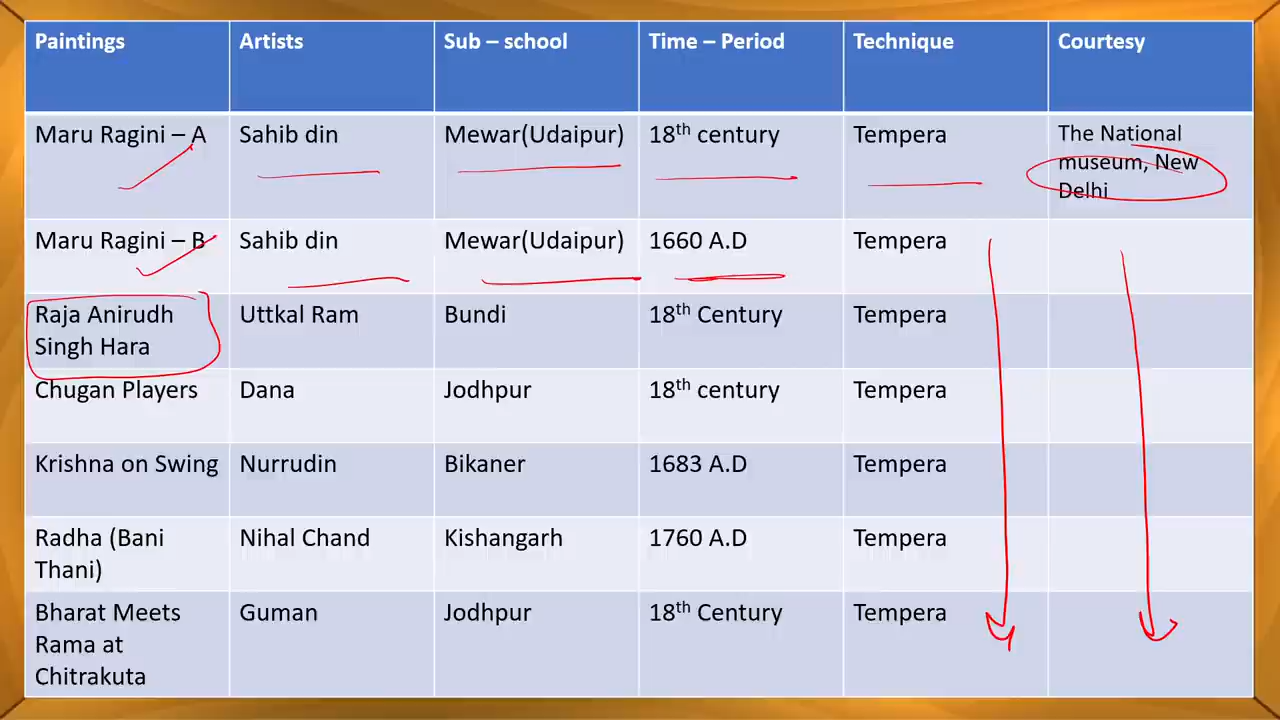 Paintings Artists Sub – school Time – Period Technique Courtesy
Maru Ragini – A Sahib din Mewar(Udaipur) 18th century Tempera The National
museum, New
Delhi
Maru Ragini – B Sahib din Mewar(Udaipur) 1660 A.D Tempera
Raja Anirudh Uttkal Ram Bundi 18th Century Tempera
Singh Hara
Chugan Players Dana Jodhpur 18th century Tempera
Krishna on Swing Nurrudin Bikaner 1683 A.D Tempera
Radha (Bani Nihal Chand Kishangarh 1760 A.D Tempera
Thani)
Bharat Meets Guman Jodhpur 18th Century Tempera
Rama at
Chitrakuta